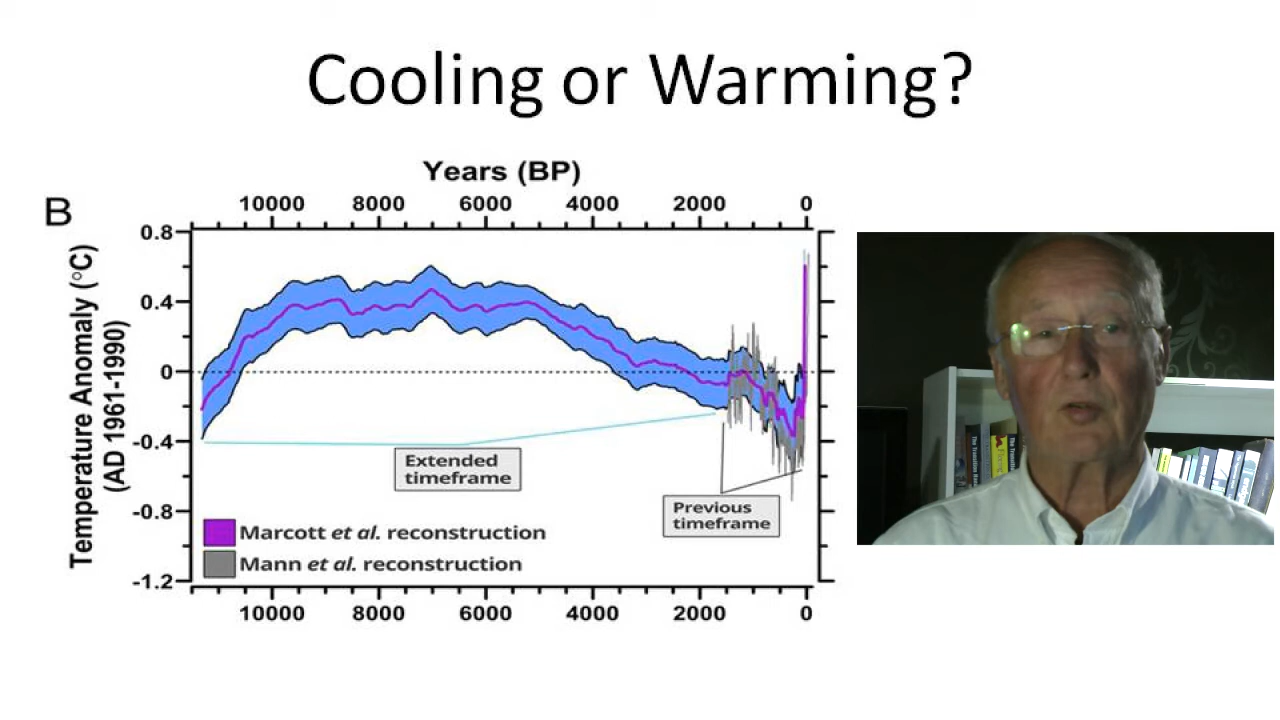 Cooling or Warming?
Years (BP)
B
10000 8000 6000 4000 2000 0
0.8
0.4
0
-0.4
-0.8
-1.2
Temperature Anomaly (°C)
(AD 1961-1990)
Extended
timeframe
Previous
timeframe
Marcott et al. reconstruction
Mann et al. reconstruction
10000 8000 6000 4000 2000 0
The Transition